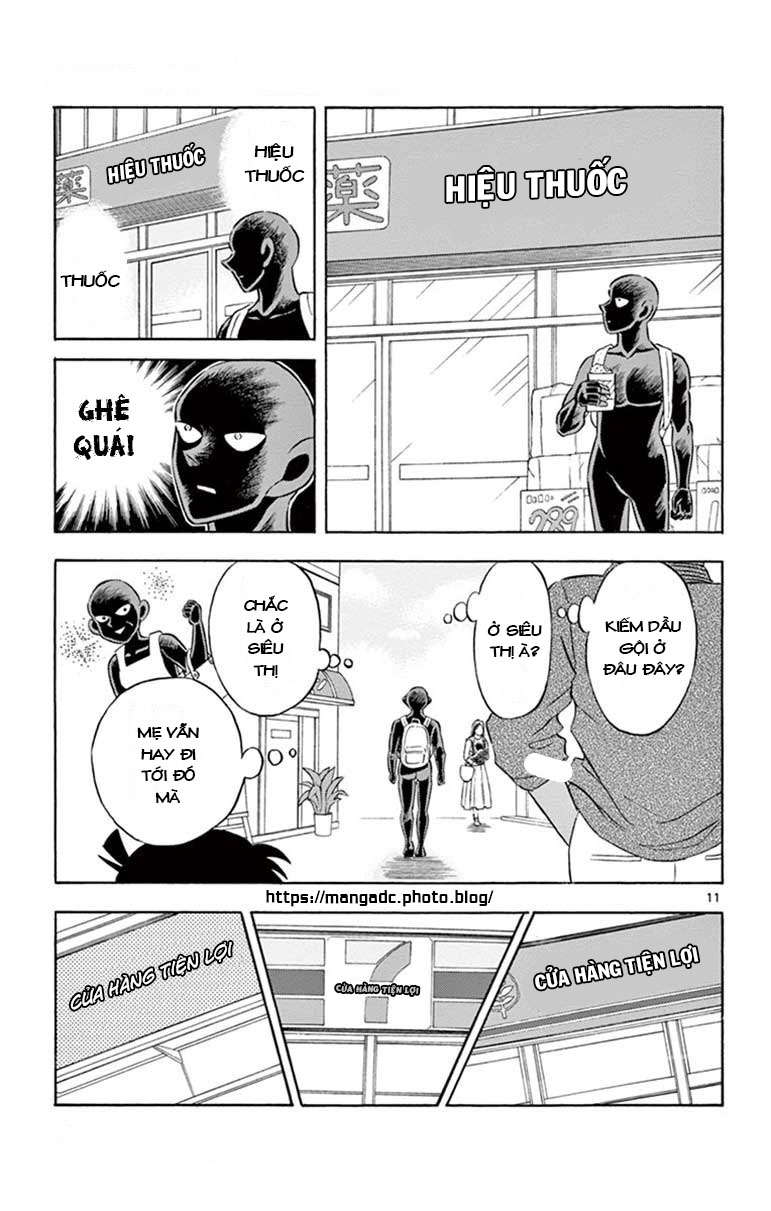 HIỆU THUỐC
薬
HIỆU THUỐC
薬
HIỆU
THUỐC
THUỐC
289
GHÊ
QUÁ!
KIẾM DẦU
GỘI Ở
ĐÂU ĐÂY?
Ở SIÊU
THỊ À?
CHẮC
LÀ Ở
SIÊU
THỊ
MẸ VẪN
HAY ĐI
TỚI ĐÓ
MÀ
11
https://mangadc.photo.blog/
CỬA HÀNG TIỆN LỢI
7
CỬA HÀNG TIỆN LỢI
CỬA HÀNG TIỆN LỢI